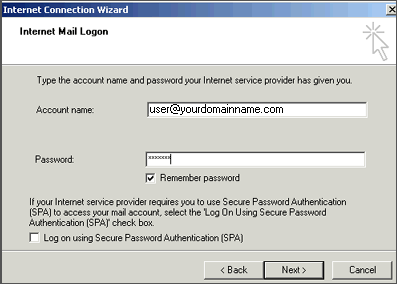 Internet Connection Wizard
Internet Mail Logon
Type the account name and password your Internet service provider has given you.
Account name:
user@yourdomainname.com
Password:
*******
Remember password
If your Internet service provider requires you to use Secure Password Authentication
(SPA) to access your mail account, select the 'Log On Using Secure Password
Authentication (SPA)' check box.
Log on using Secure Password Authentication (SPA)
< Back
Next >
Cancel